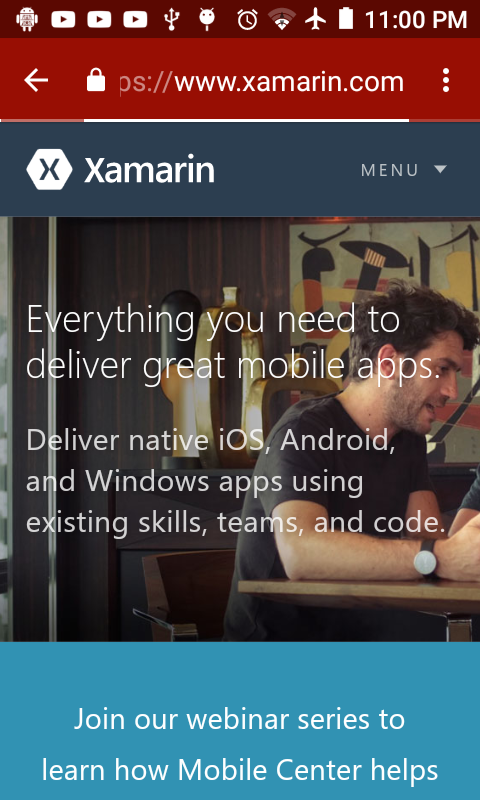 11:00 PM
ps://www.xamarin.com
Xamarin
MENU
Everything you need to
deliver great mobile apps.
Deliver native iOS, Android,
and Windows apps using
existing skills, teams, and code.
Join our webinar series to
learn how Mobile Center helps